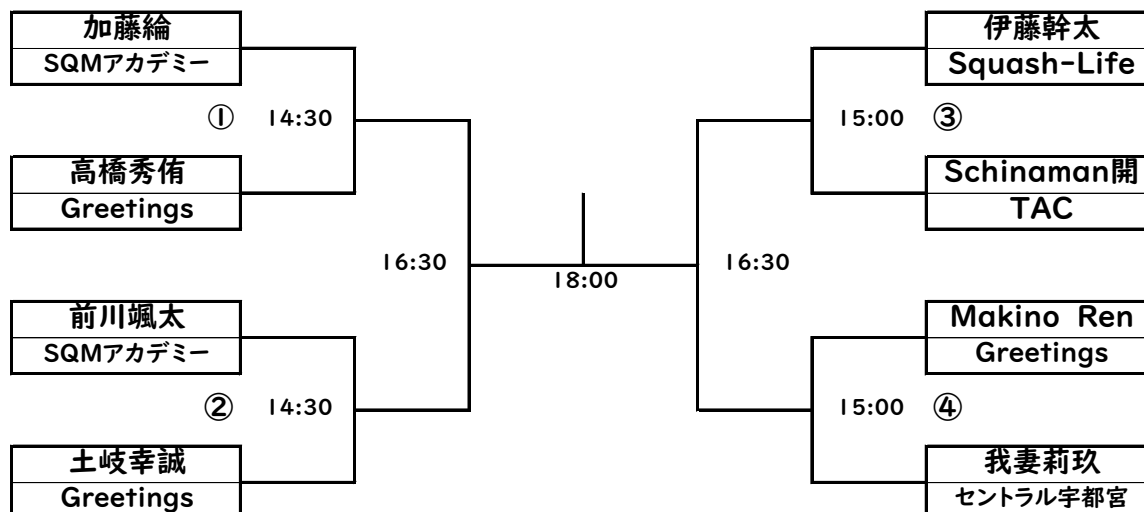 加藤綸
SQMアカデミー
① 14:30
高橋秀侑
Greetings
16:30
前川颯太
SQMアカデミー
② 14:30
土岐幸誠
Greetings
18:00
伊藤幹太
Squash-Life
15:00 ③
Schinaman開
TAC
16:30
Makino Ren
Greetings
15:00 ④
我妻莉玖
セントラル宇都宮